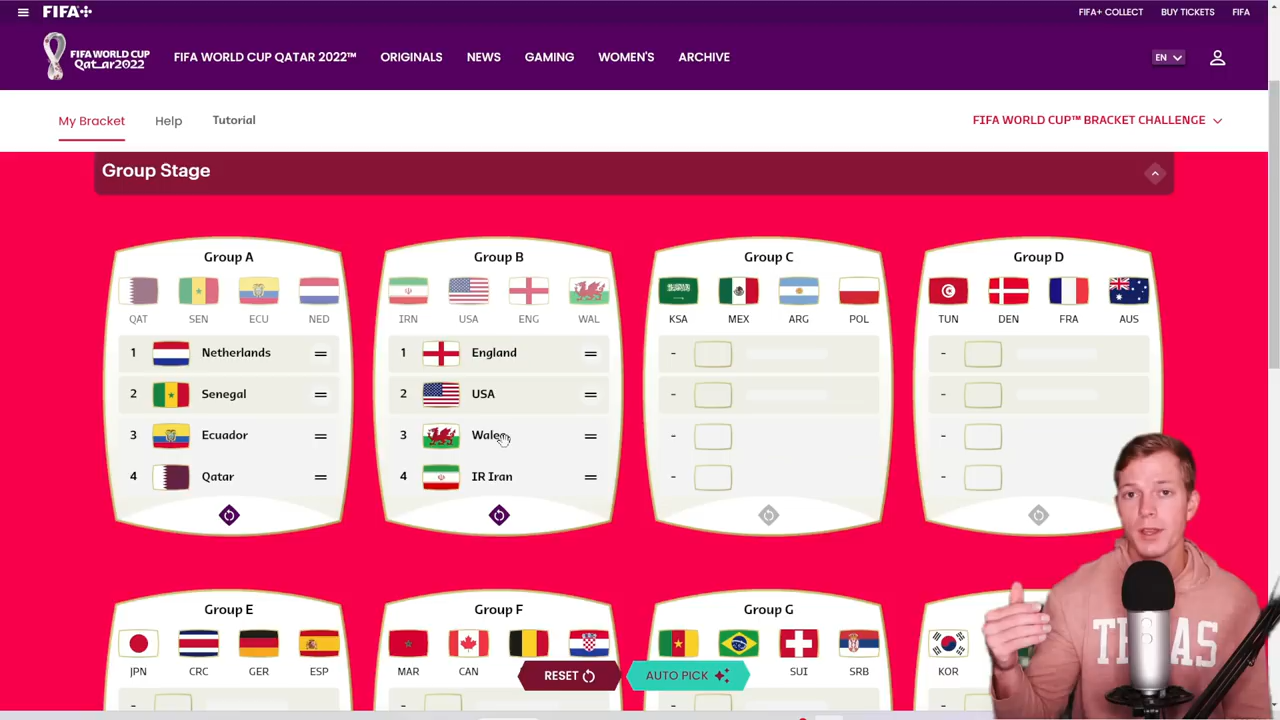 FIFA+
FIFA+ COLLECT
BUY TICKETS
FIFA
FIFA WORLD CUP
Qatar2022
FIFA WORLD CUP QATAR 2022™
ORIGINALS
NEWS
GAMING
WOMEN'S
ARCHIVE
EN
My Bracket
Help
Tutorial
FIFA WORLD CUP™ BRACKET CHALLENGE
Group Stage
Group A
QAT SEN ECU NED
1 Netherlands
2 Senegal
3 Ecuador
4 Qatar
Group B
IRN USA ENG WAL
1 England
2 USA
3 Wales
4 IR Iran
Group C
KSA MEX ARG POL
-
-
-
-
Group D
TUN DEN FRA AUS
-
-
-
-
Group E
JPN CRC GER ESP
-
Group F
MAR CAN
-
Group G
SUI SRB
-
KOR
-
RESET
AUTO PICK